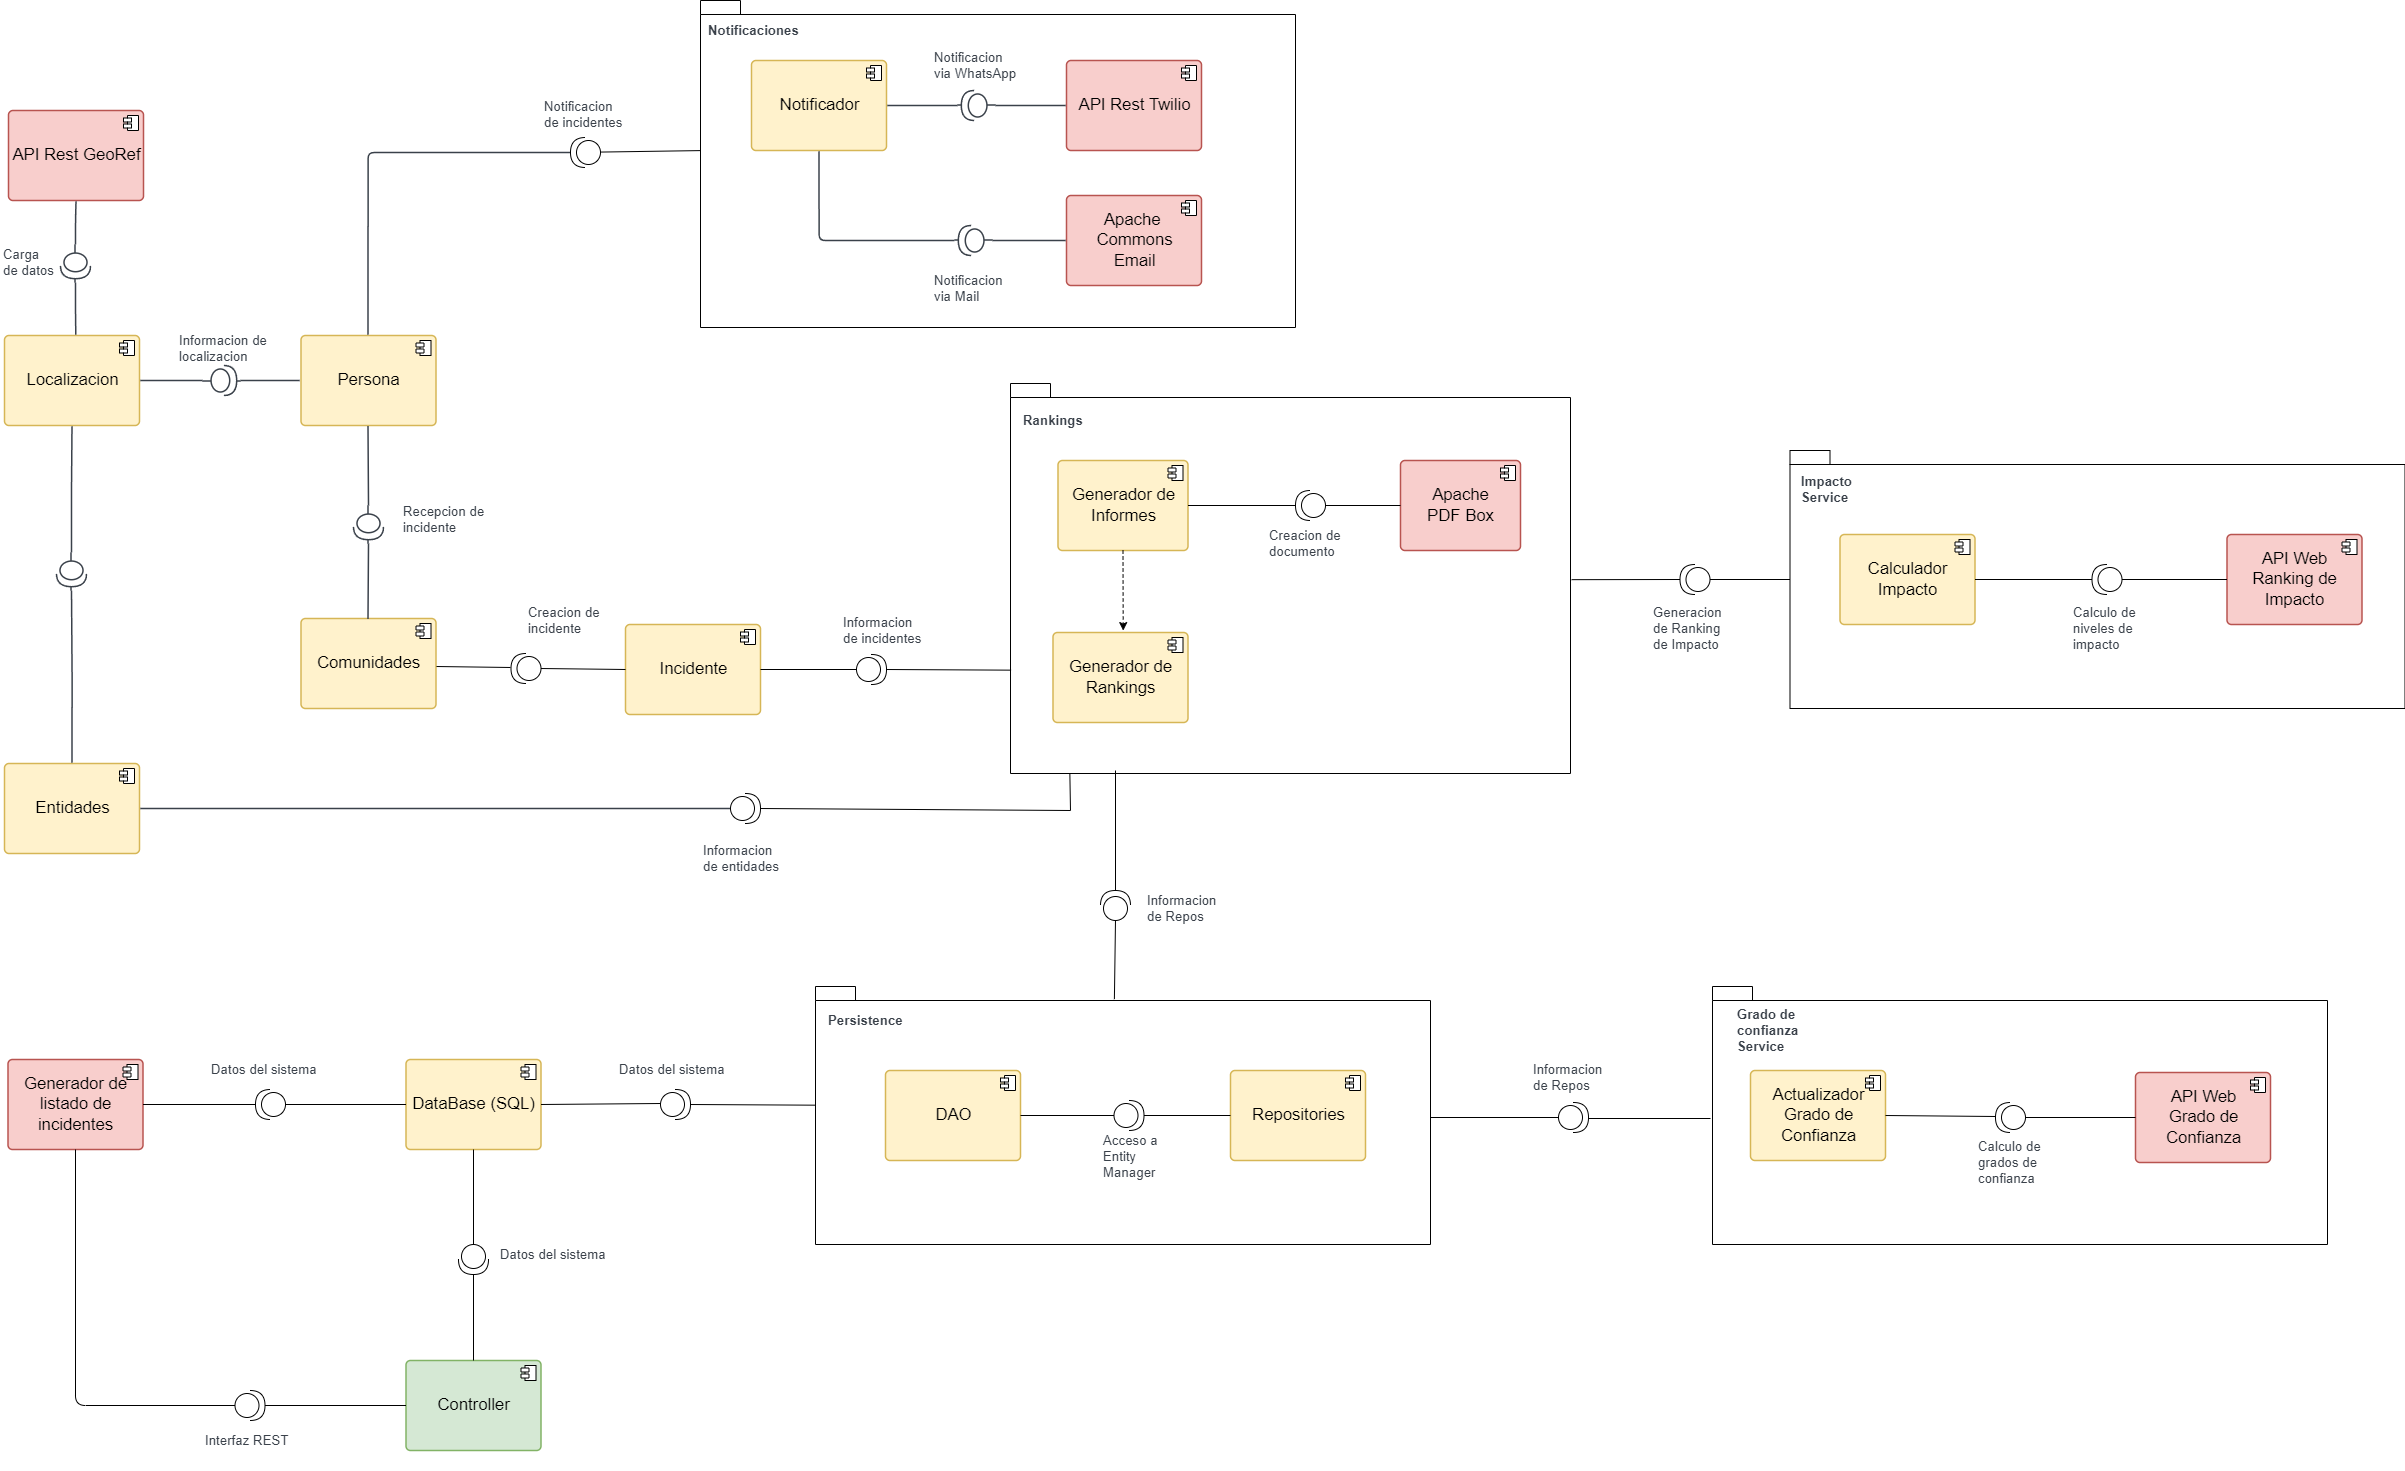 Notificaciones
Notificador
Notificacion
via WhatsApp
API Rest Twilio
Apache
Commons
Email
Notificacion
via Mail
Notificacion
de incidentes
API Rest GeoRef
Carga
de datos
Localizacion
Informacion de
localizacion
Persona
Recepcion de
incidente
Comunidades
Creacion de
incidente
Incidente
Informacion
de incidentes
Rankings
Generador de
Informes
Creacion de
documento
Apache
PDF Box
Generador de
Rankings
Generacion
de Ranking
de Impacto
Impacto
Service
Calculador
Impacto
Calculo de
niveles de
impacto
API Web
Ranking de
Impacto
Entidades
Informacion
de entidades
Informacion
de Repos
Generador de
listado de
incidentes
Datos del sistema
DataBase (SQL)
Datos del sistema
Persistence
DAO
Acceso a
Entity
Manager
Repositories
Informacion
de Repos
Grado de
confianza
Service
Actualizador
Grado de
Confianza
Calculo de
grados de
confianza
API Web
Grado de
Confianza
Datos del sistema
Controller
Interfaz REST